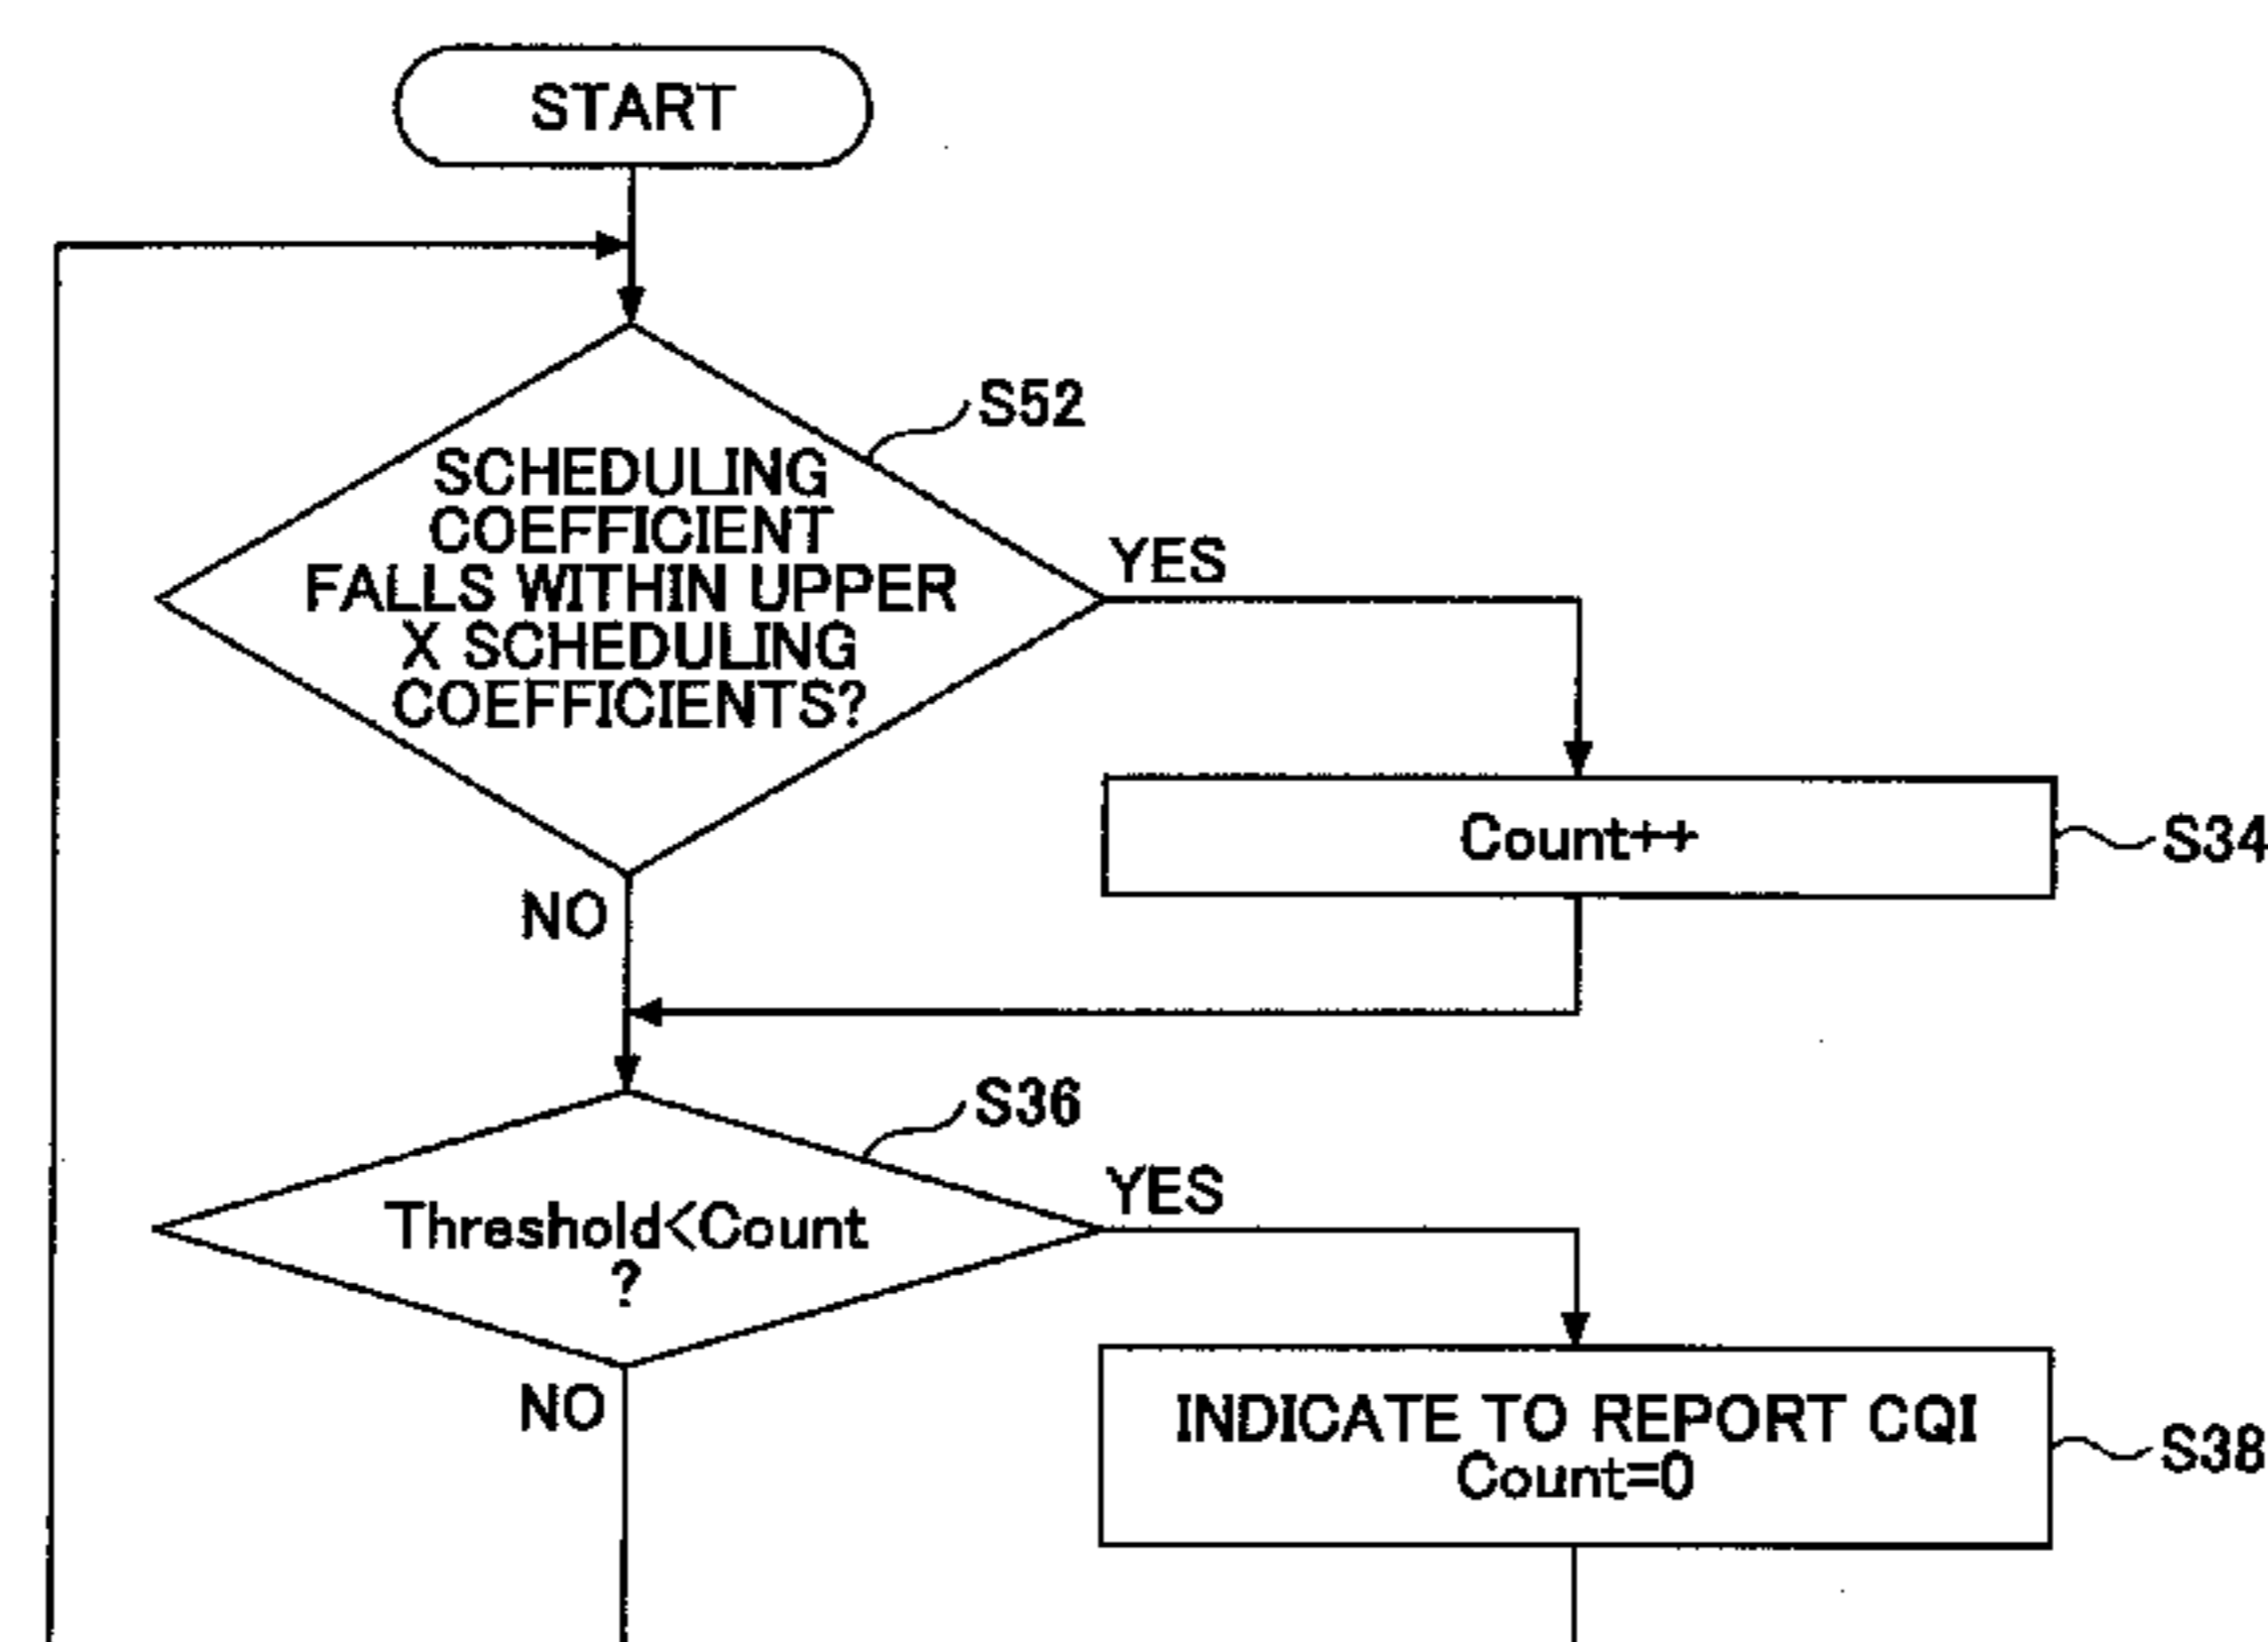 START
S52
SCHEDULING
COEFFICIENT
FALLS WITHIN UPPER
X SCHEDULING
COEFFICIENTS?
YES
Count++
S34
NO
S36
Threshold<Count
?
YES
NO
INDICATE TO REPORT CQI
Count=0
S38